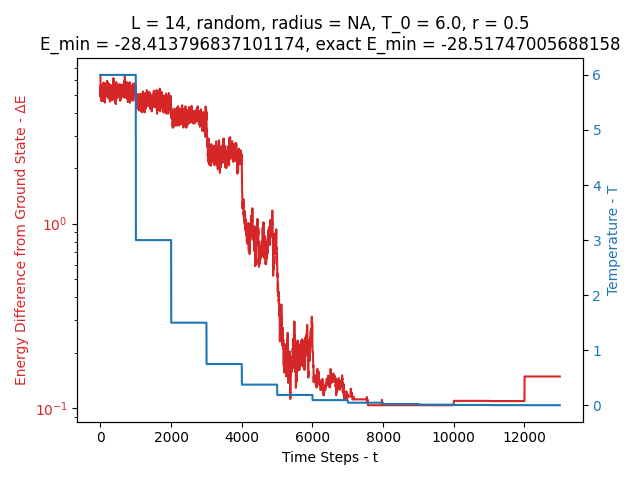 L = 14, random, radius = NA, T_0 = 6.0, r = 0.5
E_min = -28.413796837101174, exact E_min = -28.51747005688158
Energy Difference from Ground State - ΔE
10⁰
10⁻¹
6
5
4
3
2
1
0
Temperature - T
0 2000 4000 6000 8000 10000 12000
Time Steps - t